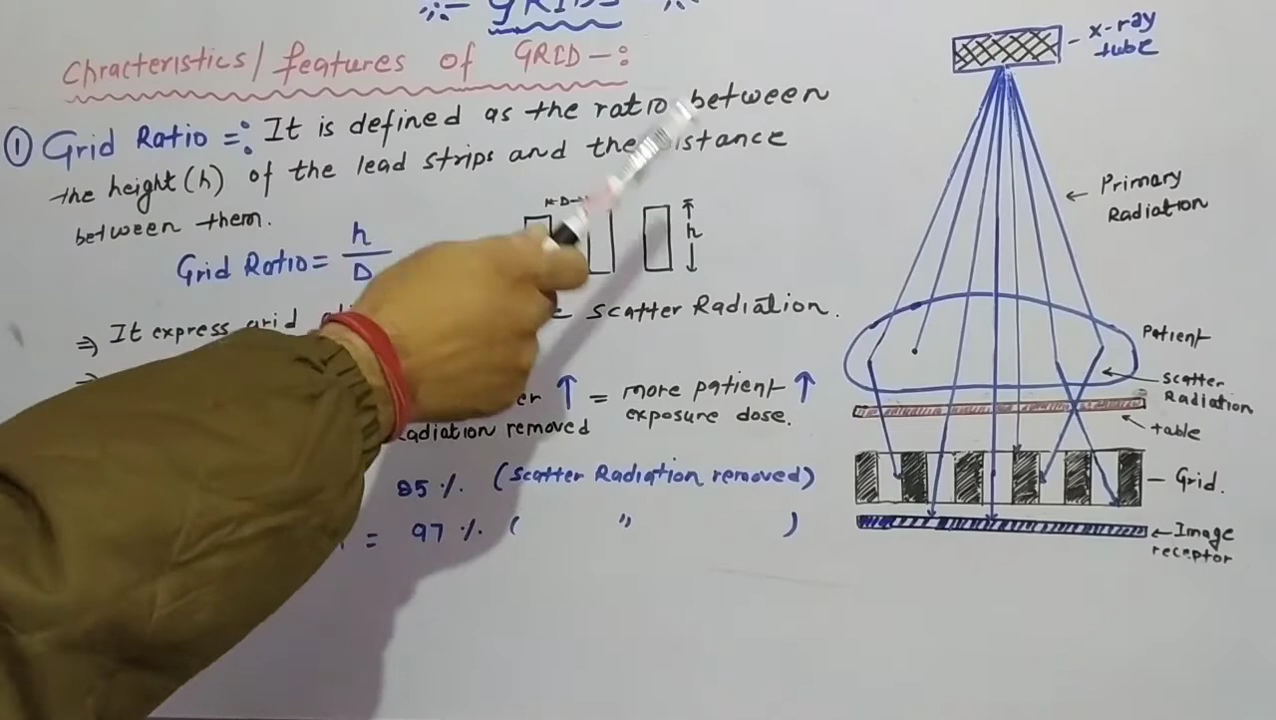 GRIDS
Chracteristics/features of GRID-:
① Grid Ratio =: It is defined as the ratio between
the height(h) of the lead strips and the distance
between them.
Grid Ratio = h/D
D
h
⇒ It express grid scatter Radiation.
⇒
↑ = more patient ↑
Radiation removed exposure dose.
85 %. (Scatter Radiation removed)
= 97 %. ( " )
x-ray
tube
Primary
Radiation
Patient
Scatter
Radiation
table
Grid.
Image
receptor